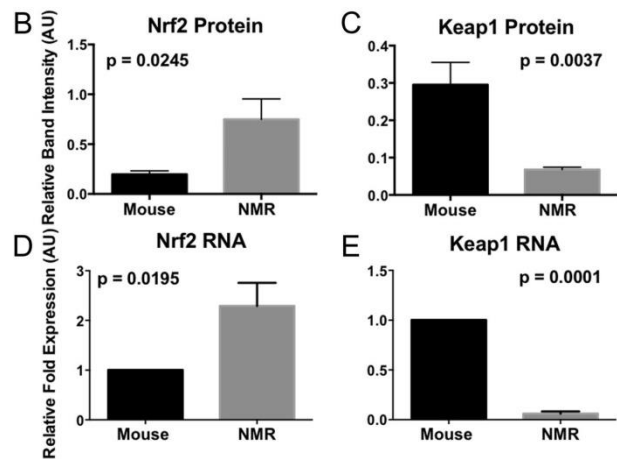 B
Nrf2 Protein
Relative Band Intensity (AU)
1.5
1.0
0.5
0.0
p = 0.0245
Mouse NMR
C
Keap1 Protein
0.4
0.3
0.2
0.1
0.0
p = 0.0037
Mouse NMR
D
Nrf2 RNA
Relative Fold Expression (AU)
3
2
1
0
p = 0.0195
Mouse NMR
E
Keap1 RNA
1.5
1.0
0.5
0.0
p = 0.0001
Mouse NMR